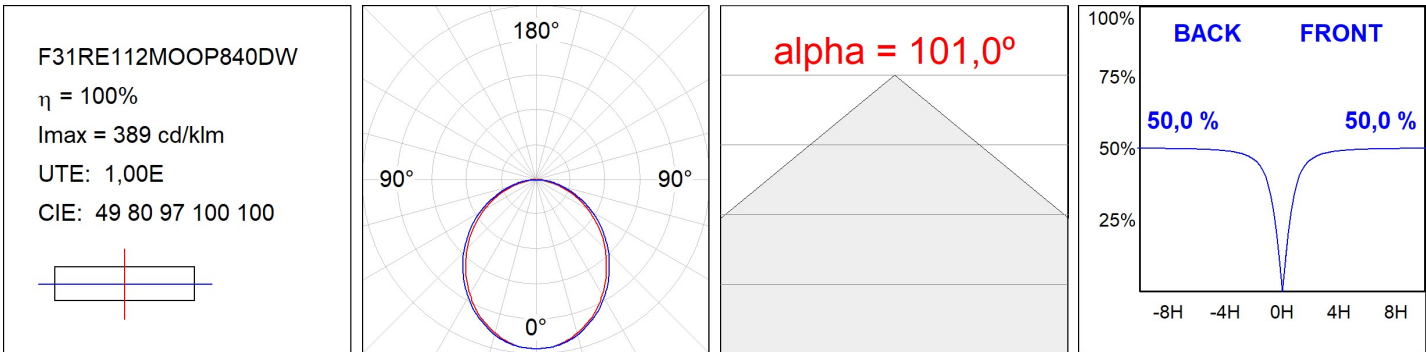 F31RE112MOOP840DW
η = 100%
Imax = 389 cd/klm
UTE: 1,00E
CIE: 49 80 97 100 100
180°
90° 90°
0°
alpha = 101,0º
100%
BACK FRONT
75%
50,0 % 50,0 %
50%
25%
-8H -4H 0H 4H 8H